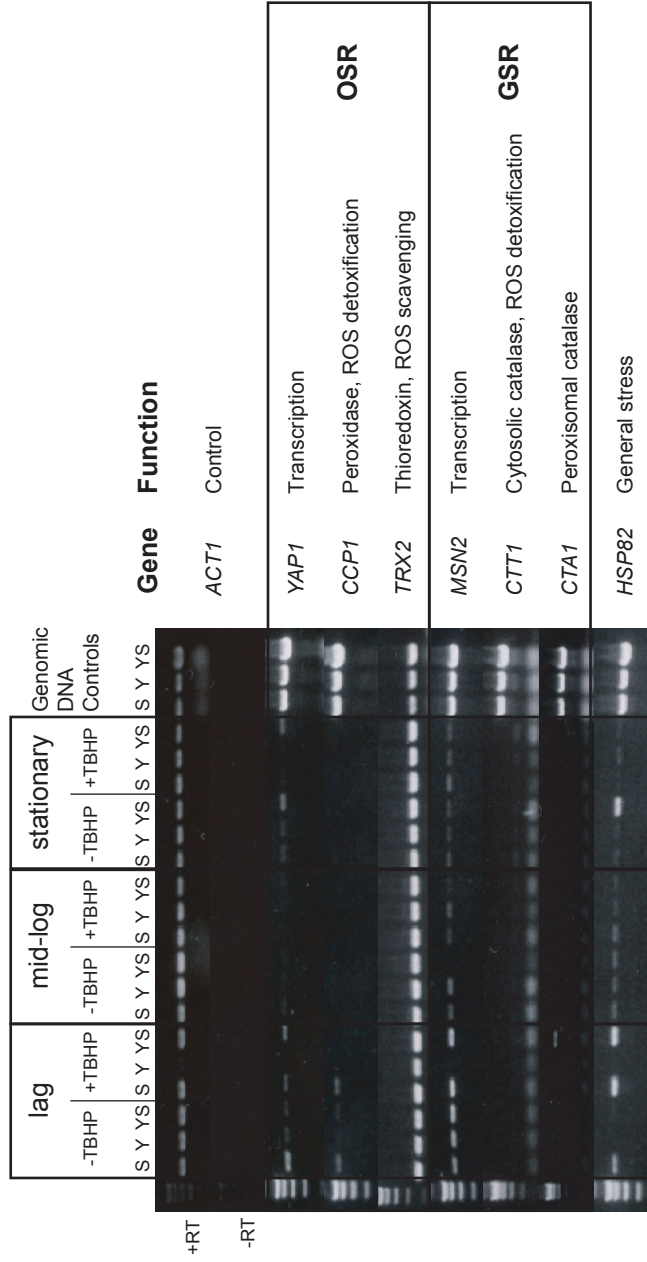 lag mid-log stationary Genomic
DNA
-TBHP +TBHP -TBHP +TBHP -TBHP +TBHP Controls
S Y YS S Y YS S Y YS S Y YS S Y YS S Y YS S Y YS Gene Function
+RT
ACT1 Control
-RT
YAP1 Transcription
CCP1 Peroxidase, ROS detoxification OSR
TRX2 Thioredoxin, ROS scavenging
MSN2 Transcription
CTT1 Cytosolic catalase, ROS detoxification GSR
CTA1 Peroxisomal catalase
HSP82 General stress